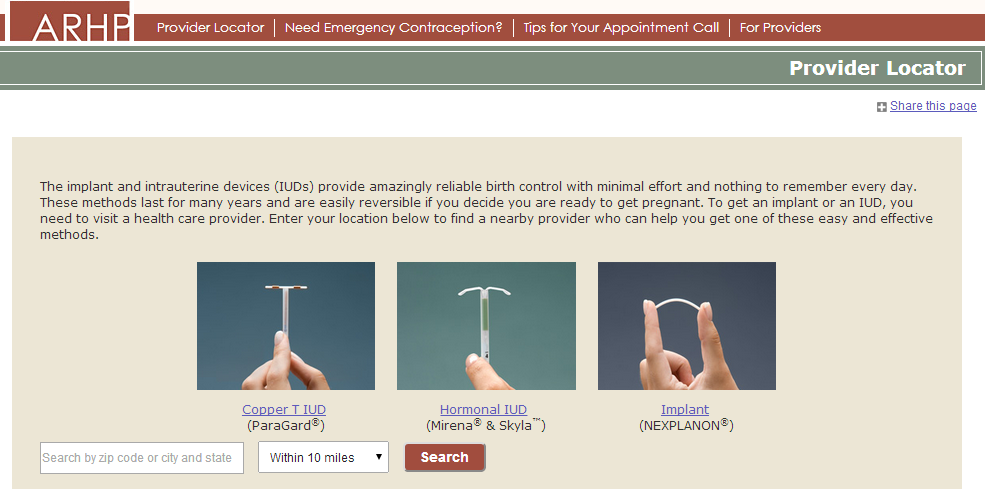 ARHP
Provider Locator
Need Emergency Contraception?
Tips for Your Appointment Call
For Providers
Provider Locator
Share this page
The implant and intrauterine devices (IUDs) provide amazingly reliable birth control with minimal effort and nothing to remember every day.
These methods last for many years and are easily reversible if you decide you are ready to get pregnant. To get an implant or an IUD, you
need to visit a health care provider. Enter your location below to find a nearby provider who can help you get one of these easy and effective
methods.
Copper T IUD
(ParaGard®)
Hormonal IUD
(Mirena® & Skyla™)
Implant
(NEXPLANON®)
Search by zip code or city and state
Within 10 miles
Search